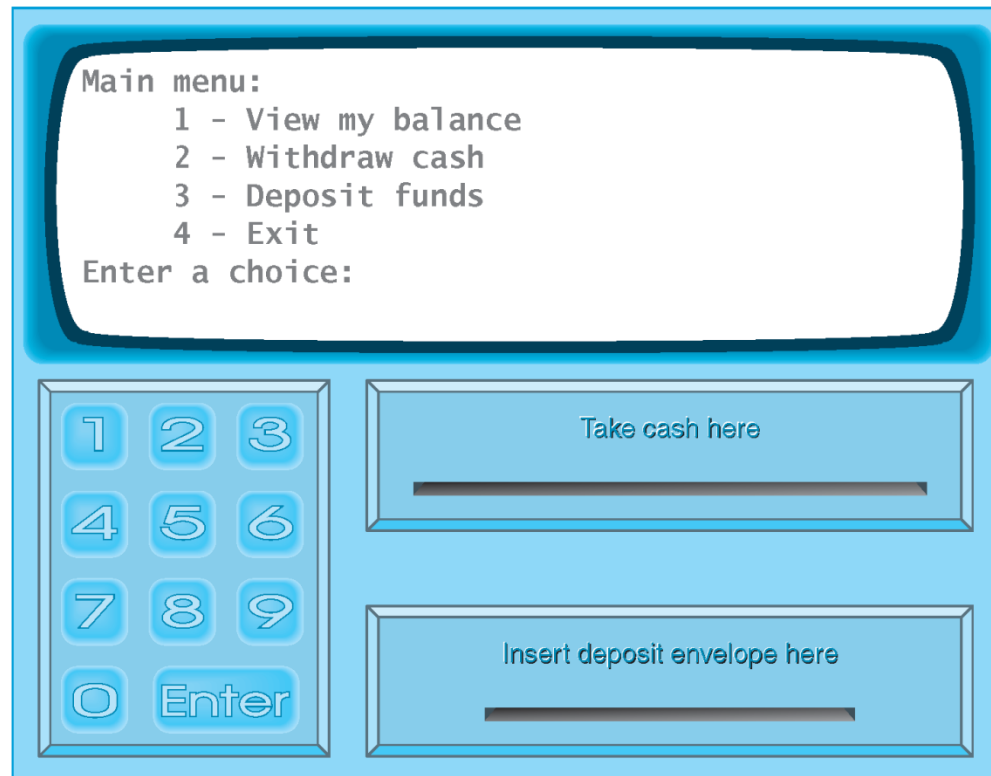 Main menu:
1 - View my balance
2 - Withdraw cash
3 - Deposit funds
4 - Exit
Enter a choice:
1 2 3
4 5 6
7 8 9
0 Enter
Take cash here
Insert deposit envelope here